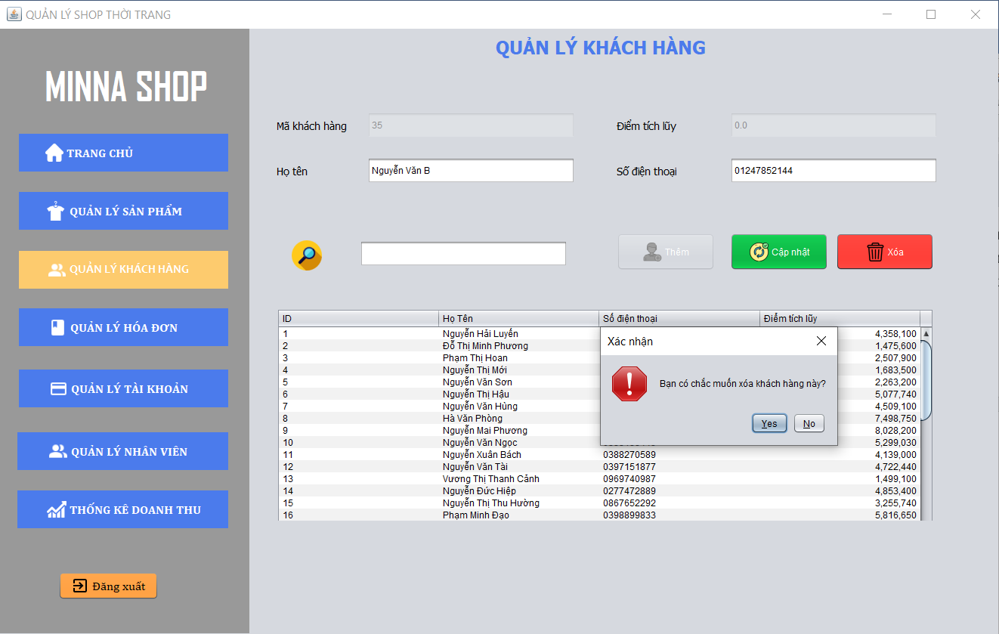 QUẢN LÝ SHOP THỜI TRANG
MINNA SHOP
TRANG CHỦ
QUẢN LÝ SẢN PHẨM
QUẢN LÝ KHÁCH HÀNG
QUẢN LÝ HÓA ĐƠN
QUẢN LÝ TÀI KHOẢN
QUẢN LÝ NHÂN VIÊN
THỐNG KÊ DOANH THU
Đăng xuất
QUẢN LÝ KHÁCH HÀNG
Mã khách hàng 35 Điểm tích lũy 0.0
Họ tên Nguyễn Văn B Số điện thoại 01247852144
Thêm Cập nhật Xóa
ID Họ Tên Số điện thoại Điểm tích lũy
1 Nguyễn Hải Luyến 4,358,100
2 Đỗ Thị Minh Phương 1,475,600
3 Phạm Thị Hoan 2,507,900
4 Nguyễn Thị Mới 1,683,500
5 Nguyễn Văn Sơn 2,263,200
6 Nguyễn Thị Hậu 5,077,740
7 Nguyễn Văn Hùng 4,509,100
8 Hà Văn Phòng 7,498,750
9 Nguyễn Mai Phương 8,028,200
10 Nguyễn Văn Ngọc 5,299,030
11 Nguyễn Xuân Bách 0388270589 4,139,000
12 Nguyễn Văn Tài 0397151877 4,722,440
13 Vương Thị Thanh Cảnh 0969740987 1,499,100
14 Nguyễn Đức Hiệp 0277472889 4,853,400
15 Nguyễn Thị Thu Hường 0867652292 3,255,740
16 Phạm Minh Đạo 0398899833 5,816,650
Xác nhận
Bạn có chắc muốn xóa khách hàng này?
Yes No